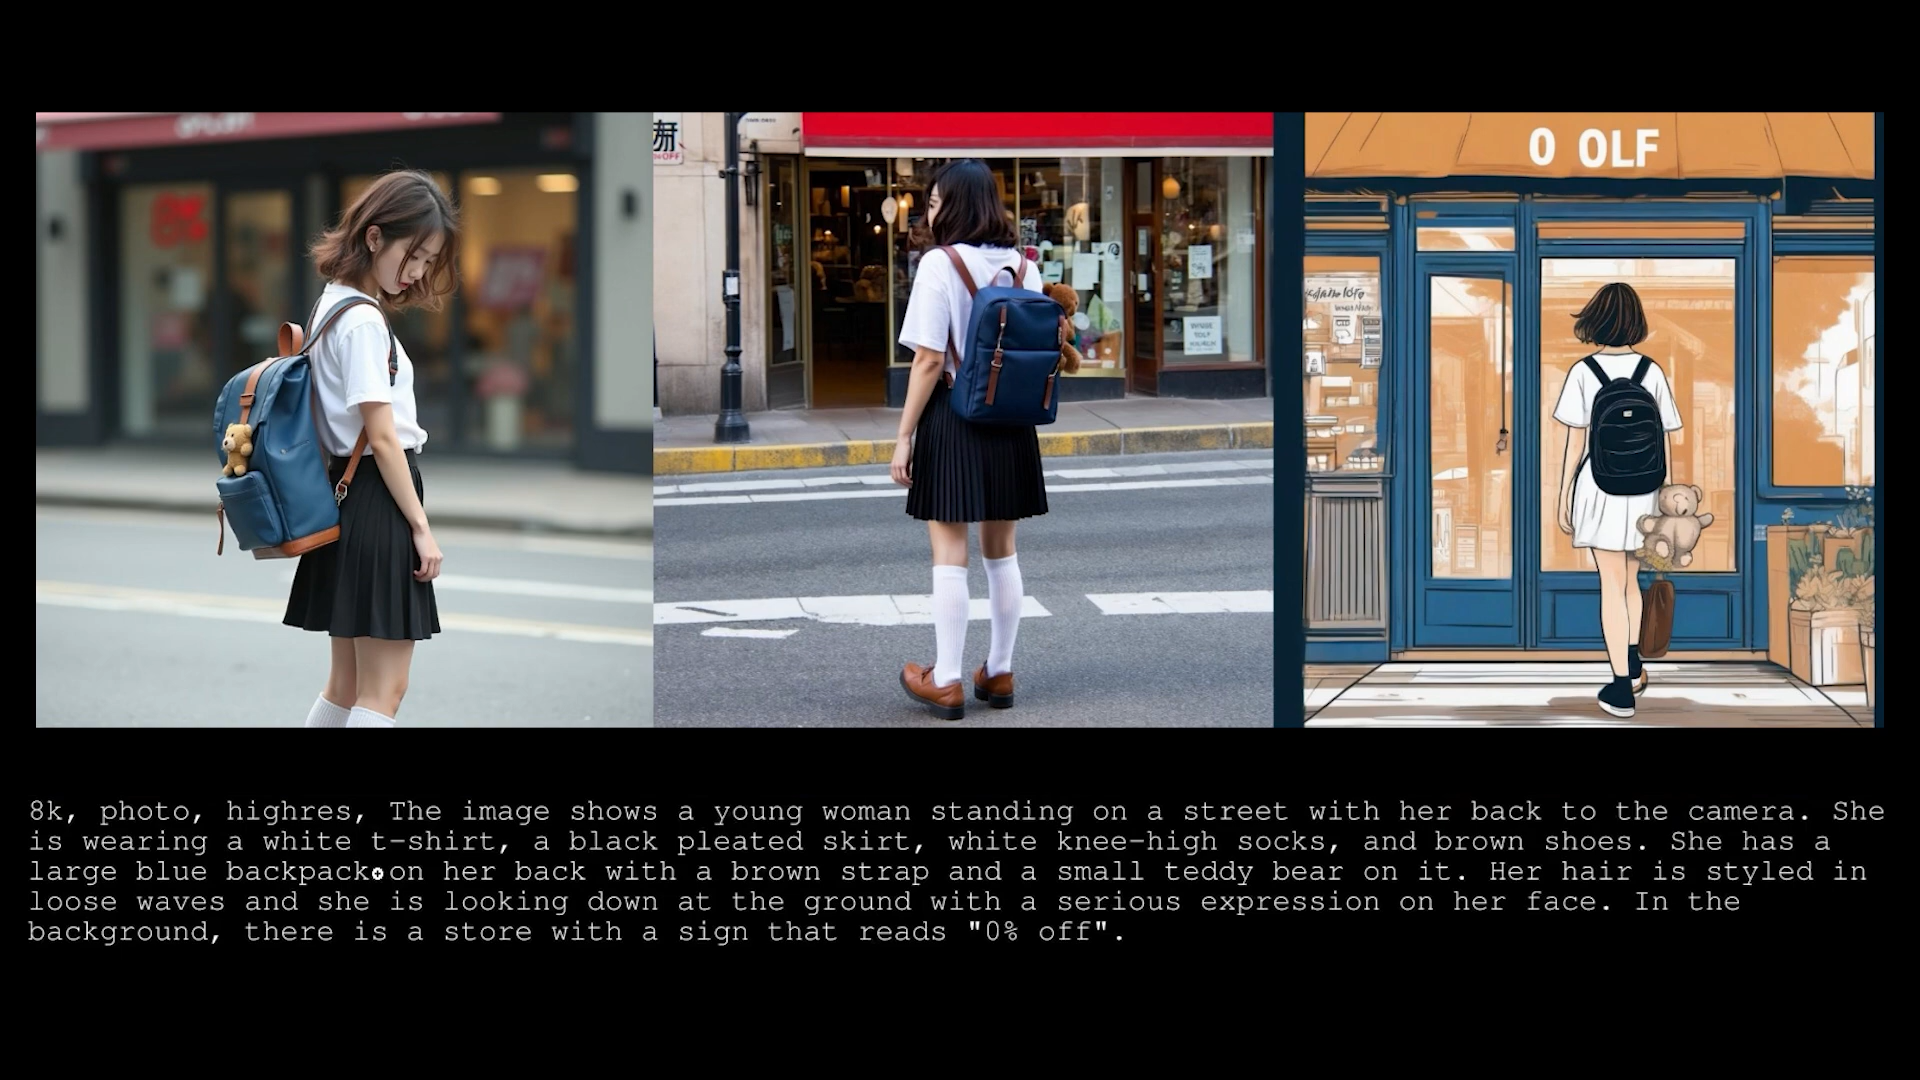 OFF
O OLF
8k, photo, highres, The image shows a young woman standing on a street with her back to the camera. She
is wearing a white t-shirt, a black pleated skirt, white knee-high socks, and brown shoes. She has a
large blue backpack on her back with a brown strap and a small teddy bear on it. Her hair is styled in
loose waves and she is looking down at the ground with a serious expression on her face. In the
background, there is a store with a sign that reads "0% off".